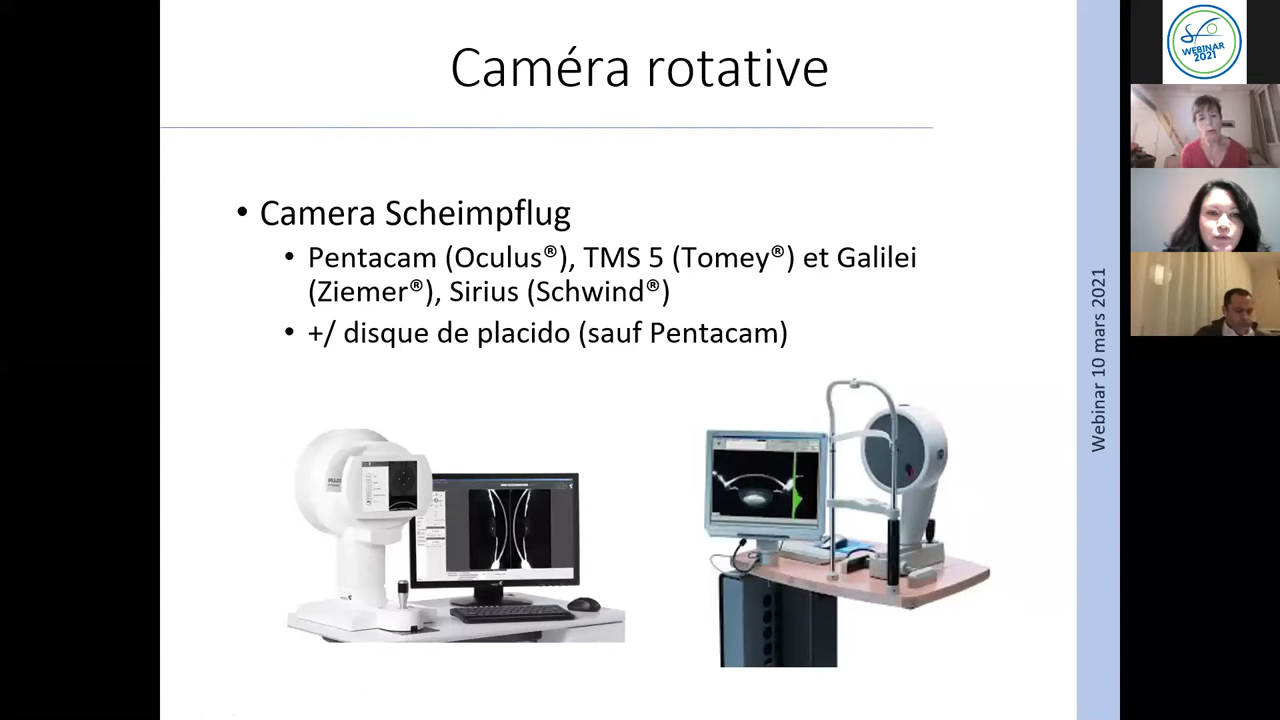 Caméra rotative
• Camera Scheimpflug
• Pentacam (Oculus®), TMS 5 (Tomey®) et Galilei
(Ziemer®), Sirius (Schwind®)
• +/ disque de placido (sauf Pentacam)
Webinar 10 mars 2021
SFO
WEBINAR
2021